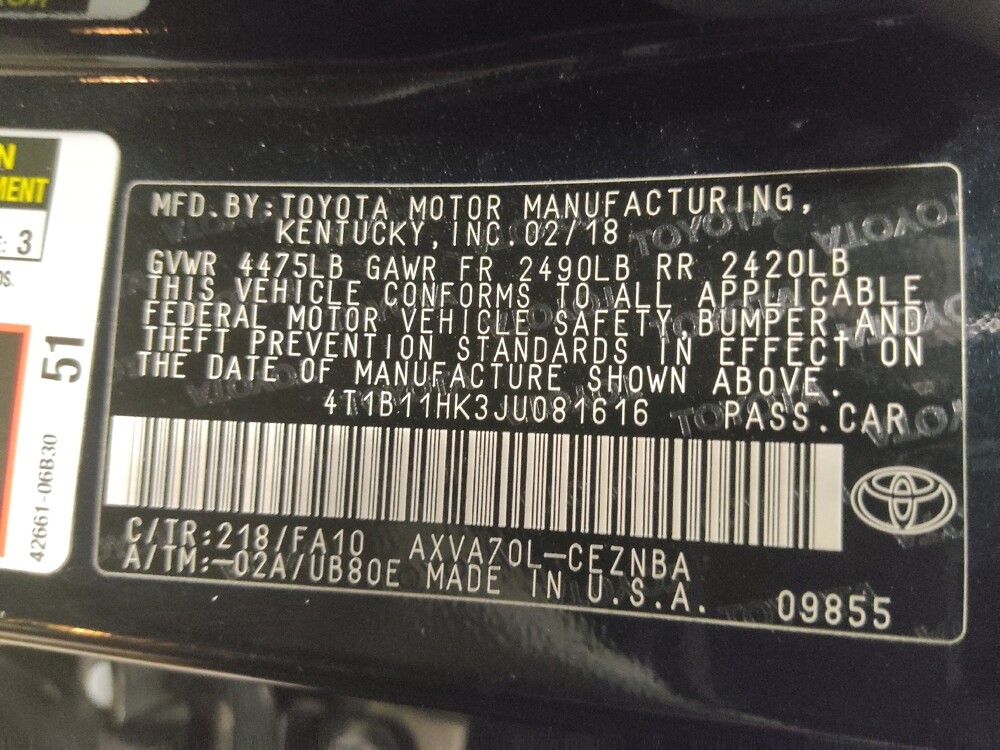 MFD.BY:TOYOTA MOTOR MANUFACTURING,
KENTUCKY,INC.02/18
GVWR 4475LB GAWR FR 2490LB RR 2420LB
THIS VEHICLE CONFORMS TO ALL APPLICABLE
FEDERAL MOTOR VEHICLE SAFETY,BUMPER,AND
THEFT PREVENTION STANDARDS IN EFFECT ON
THE DATE OF MANUFACTURE SHOWN ABOVE.
4T1B11HK3JU081616 PASS.CAR
C/TR:218/FA10 AXVA70L-CEZNBA
A/TM:-02A/UB80E MADE IN U.S.A.
09855
TOYOTA
TOYOTA
3
51
42661-06B30